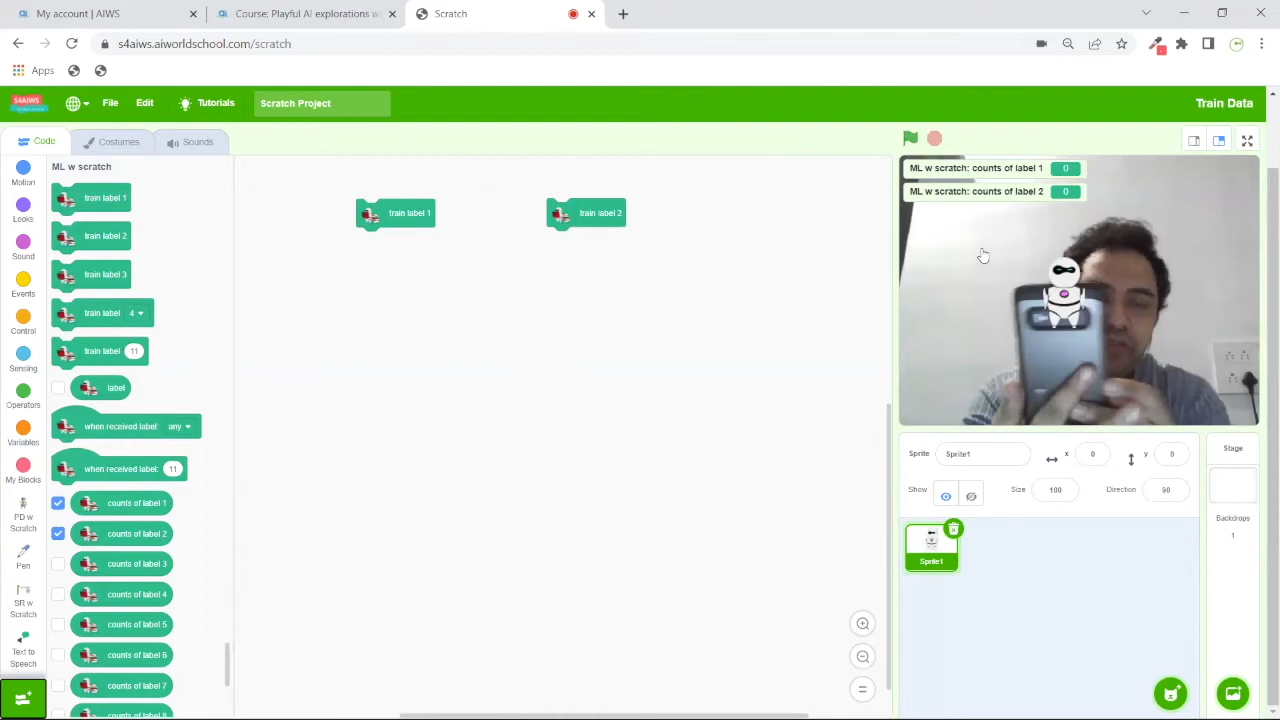 My account | AIWS
Course: Playful AI explorations w
Scratch
s4aiws.aiworldschool.com/scratch
Apps
S4AIWS
File
Edit
Tutorials
Scratch Project
Train Data
Code
Costumes
Sounds
Motion
Looks
Sound
Events
Control
Sensing
Operators
Variables
My Blocks
PD w
Scratch
Pen
SR w
Scratch
Text to
Speech
ML w scratch
train label 1
train label 2
train label 3
train label 4
train label 11
label
when received label: any
when received label: 11
counts of label 1
counts of label 2
counts of label 3
counts of label 4
counts of label 5
counts of label 6
counts of label 7
counts of label 8
train label 1
train label 2
ML w scratch: counts of label 1 0
ML w scratch: counts of label 2 0
Sprite Sprite1 x 0 y 0
Show Size 100 Direction 90
Sprite1
Stage
Backdrops
1